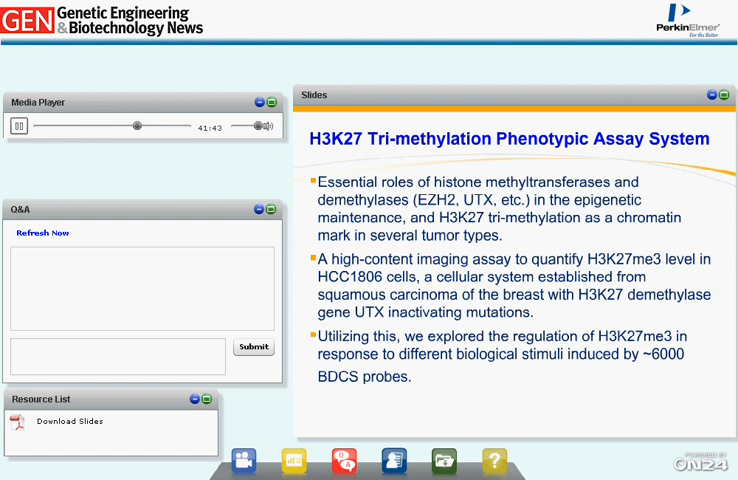 GEN Genetic Engineering
& Biotechnology News
PerkinElmer
For the Better
Media Player
41:43
Slides
H3K27 Tri-methylation Phenotypic Assay System
Essential roles of histone methyltransferases and
demethylases (EZH2, UTX, etc.) in the epigenetic
maintenance, and H3K27 tri-methylation as a chromatin
mark in several tumor types.
A high-content imaging assay to quantify H3K27me3 level in
HCC1806 cells, a cellular system established from
squamous carcinoma of the breast with H3K27 demethylase
gene UTX inactivating mutations.
Utilizing this, we explored the regulation of H3K27me3 in
response to different biological stimuli induced by ~6000
BDCS probes.
Q&A
Refresh Now
Submit
Resource List
Download Slides
Q
A
?
POWERED BY
ON24